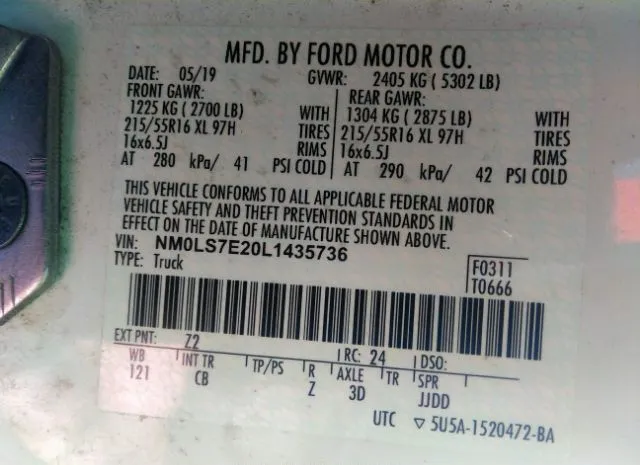 MFD. BY FORD MOTOR CO.
DATE: 05/19 GVWR: 2405 KG ( 5302 LB)
FRONT GAWR: REAR GAWR:
1225 KG ( 2700 LB) WITH 1304 KG ( 2875 LB) WITH
215/55R16 XL 97H TIRES 215/55R16 XL 97H TIRES
16x6.5J RIMS 16x6.5J RIMS
AT 280 kPa/ 41 PSI COLD AT 290 kPa/ 42 PSI COLD
THIS VEHICLE CONFORMS TO ALL APPLICABLE FEDERAL MOTOR
VEHICLE SAFETY AND THEFT PREVENTION STANDARDS IN
EFFECT ON THE DATE OF MANUFACTURE SHOWN ABOVE.
VIN: NM0LS7E20L1435736
TYPE: Truck
F0311
T0666
EXT PNT: Z2 RC: 24 DSO:
WB INT TR TP/PS R AXLE TR SPR
121 CB Z 3D JJDD
UTC ▽ 5U5A-1520472-BA